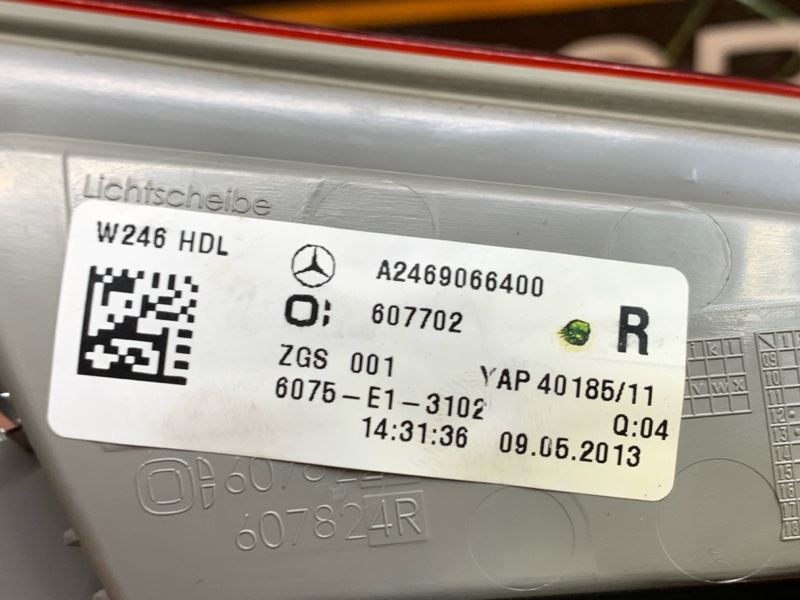 Lichtscheibe
W246 HDL
A2469066400
607702
R
ZGS 001
YAP 40185/11
6075-E1-3102
Q:04
14:31:36 09.05.2013
607824R